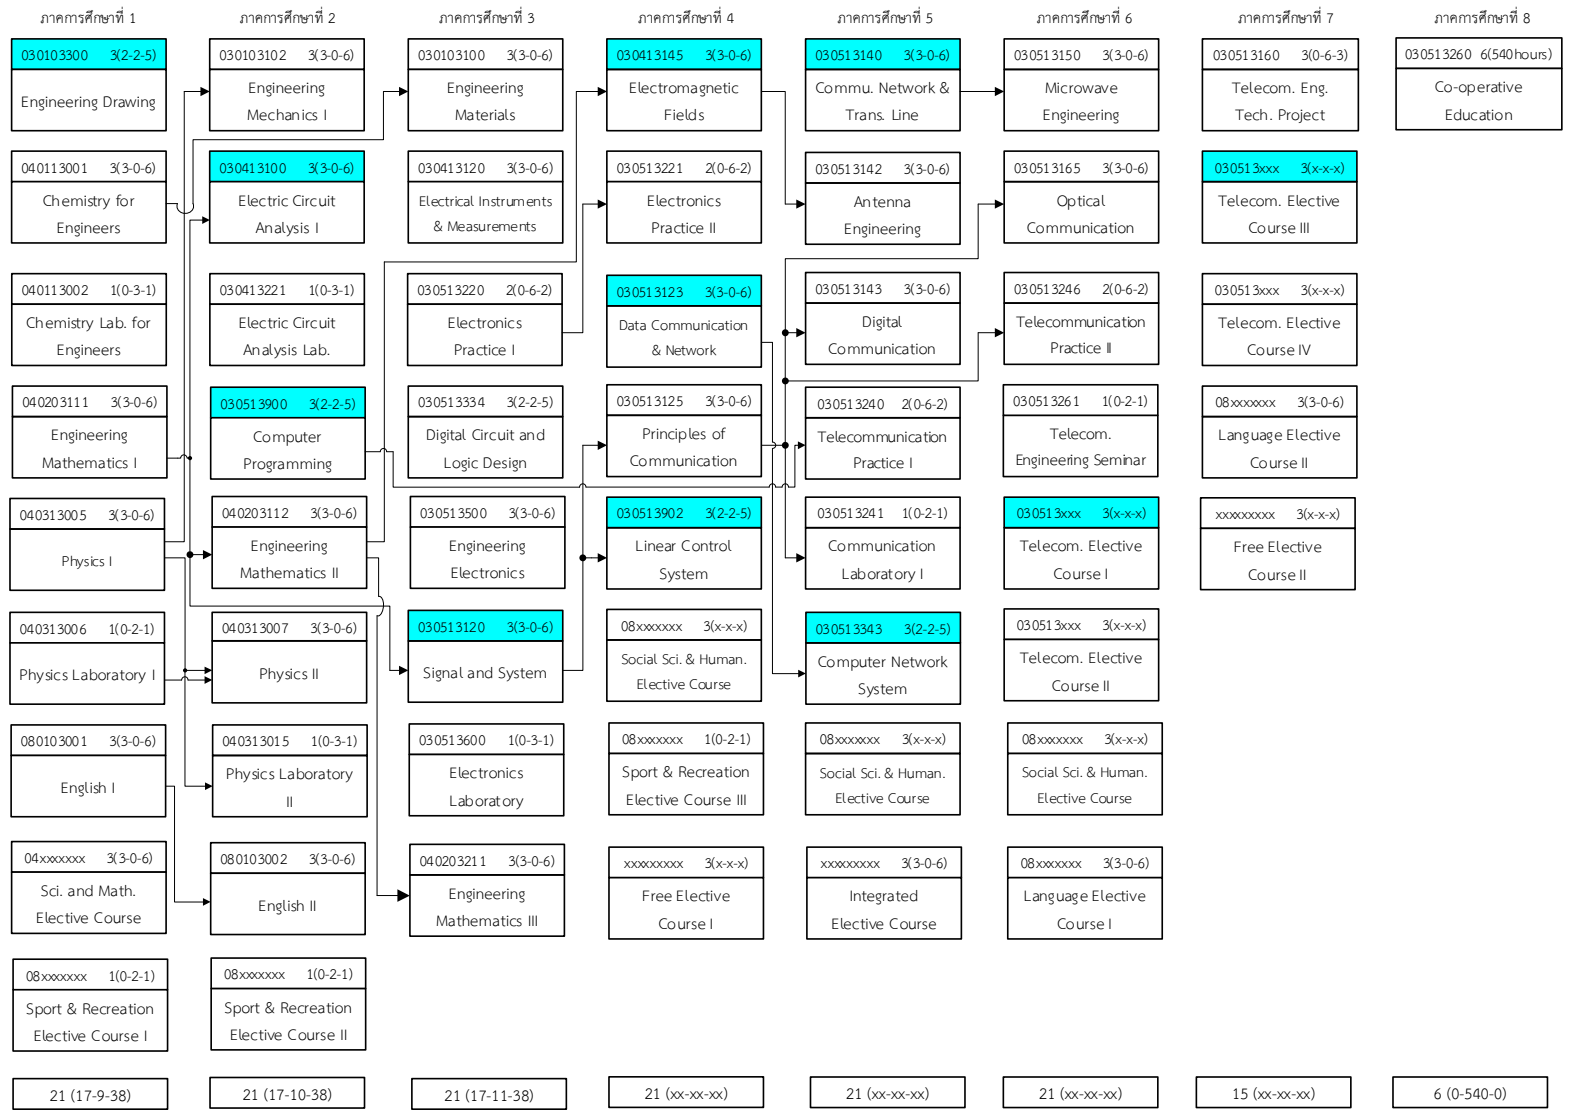 ภาคการศึกษาที่ 1
030103300 3(2-2-5)
Engineering Drawing
040113001 3(3-0-6)
Chemistry for
Engineers
040113002 1(0-3-1)
Chemistry Lab. for
Engineers
040203111 3(3-0-6)
Engineering
Mathematics I
040313005 3(3-0-6)
Physics I
040313006 1(0-2-1)
Physics Laboratory I
080103001 3(3-0-6)
English I
04xxxxxxx 3(3-0-6)
Sci. and Math.
Elective Course
08xxxxxxx 1(0-2-1)
Sport & Recreation
Elective Course I
21 (17-9-38)
ภาคการศึกษาที่ 2
030103102 3(3-0-6)
Engineering
Mechanics I
030413100 3(3-0-6)
Electric Circuit
Analysis I
030413221 1(0-3-1)
Electric Circuit
Analysis Lab.
030513900 3(2-2-5)
Computer
Programming
040203112 3(3-0-6)
Engineering
Mathematics II
040313007 3(3-0-6)
Physics II
040313015 1(0-3-1)
Physics Laboratory
II
080103002 3(3-0-6)
English II
08xxxxxxx 1(0-2-1)
Sport & Recreation
Elective Course II
21 (17-10-38)
ภาคการศึกษาที่ 3
030103100 3(3-0-6)
Engineering
Materials
030413120 3(3-0-6)
Electrical Instruments
& Measurements
030513220 2(0-6-2)
Electronics
Practice I
030513334 3(2-2-5)
Digital Circuit and
Logic Design
030513500 3(3-0-6)
Engineering
Electronics
030513120 3(3-0-6)
Signal and System
030513600 1(0-3-1)
Electronics
Laboratory
040203211 3(3-0-6)
Engineering
Mathematics III
21 (17-11-38)
ภาคการศึกษาที่ 4
030413145 3(3-0-6)
Electromagnetic
Fields
030513221 2(0-6-2)
Electronics
Practice II
030513123 3(3-0-6)
Data Communication
& Network
030513125 3(3-0-6)
Principles of
Communication
030513902 3(2-2-5)
Linear Control
System
08xxxxxxx 3(x-x-x)
Social Sci. & Human.
Elective Course
08xxxxxxx 1(0-2-1)
Sport & Recreation
Elective Course III
xxxxxxxxx 3(x-x-x)
Free Elective
Course I
21 (xx-xx-xx)
ภาคการศึกษาที่ 5
030513140 3(3-0-6)
Commu. Network &
Trans. Line
030513142 3(3-0-6)
Antenna
Engineering
030513143 3(3-0-6)
Digital
Communication
030513240 2(0-6-2)
Telecommunication
Practice I
030513241 1(0-2-1)
Communication
Laboratory I
030513343 3(2-2-5)
Computer Network
System
08xxxxxxx 3(x-x-x)
Social Sci. & Human.
Elective Course
xxxxxxxxx 3(3-0-6)
Integrated
Elective Course
21 (xx-xx-xx)
ภาคการศึกษาที่ 6
030513150 3(3-0-6)
Microwave
Engineering
030513165 3(3-0-6)
Optical
Communication
030513246 2(0-6-2)
Telecommunication
Practice II
030513261 1(0-2-1)
Telecom.
Engineering Seminar
030513xxx 3(x-x-x)
Telecom. Elective
Course I
030513xxx 3(x-x-x)
Telecom. Elective
Course II
08xxxxxxx 3(x-x-x)
Social Sci. & Human.
Elective Course
08xxxxxxx 3(3-0-6)
Language Elective
Course I
21 (xx-xx-xx)
ภาคการศึกษาที่ 7
030513160 3(0-6-3)
Telecom. Eng.
Tech. Project
030513xxx 3(x-x-x)
Telecom. Elective
Course III
030513xxx 3(x-x-x)
Telecom. Elective
Course IV
08xxxxxxx 3(3-0-6)
Language Elective
Course II
xxxxxxxxx 3(x-x-x)
Free Elective
Course II
15 (xx-xx-xx)
ภาคการศึกษาที่ 8
030513260 6(540hours)
Co-operative
Education
6 (0-540-0)